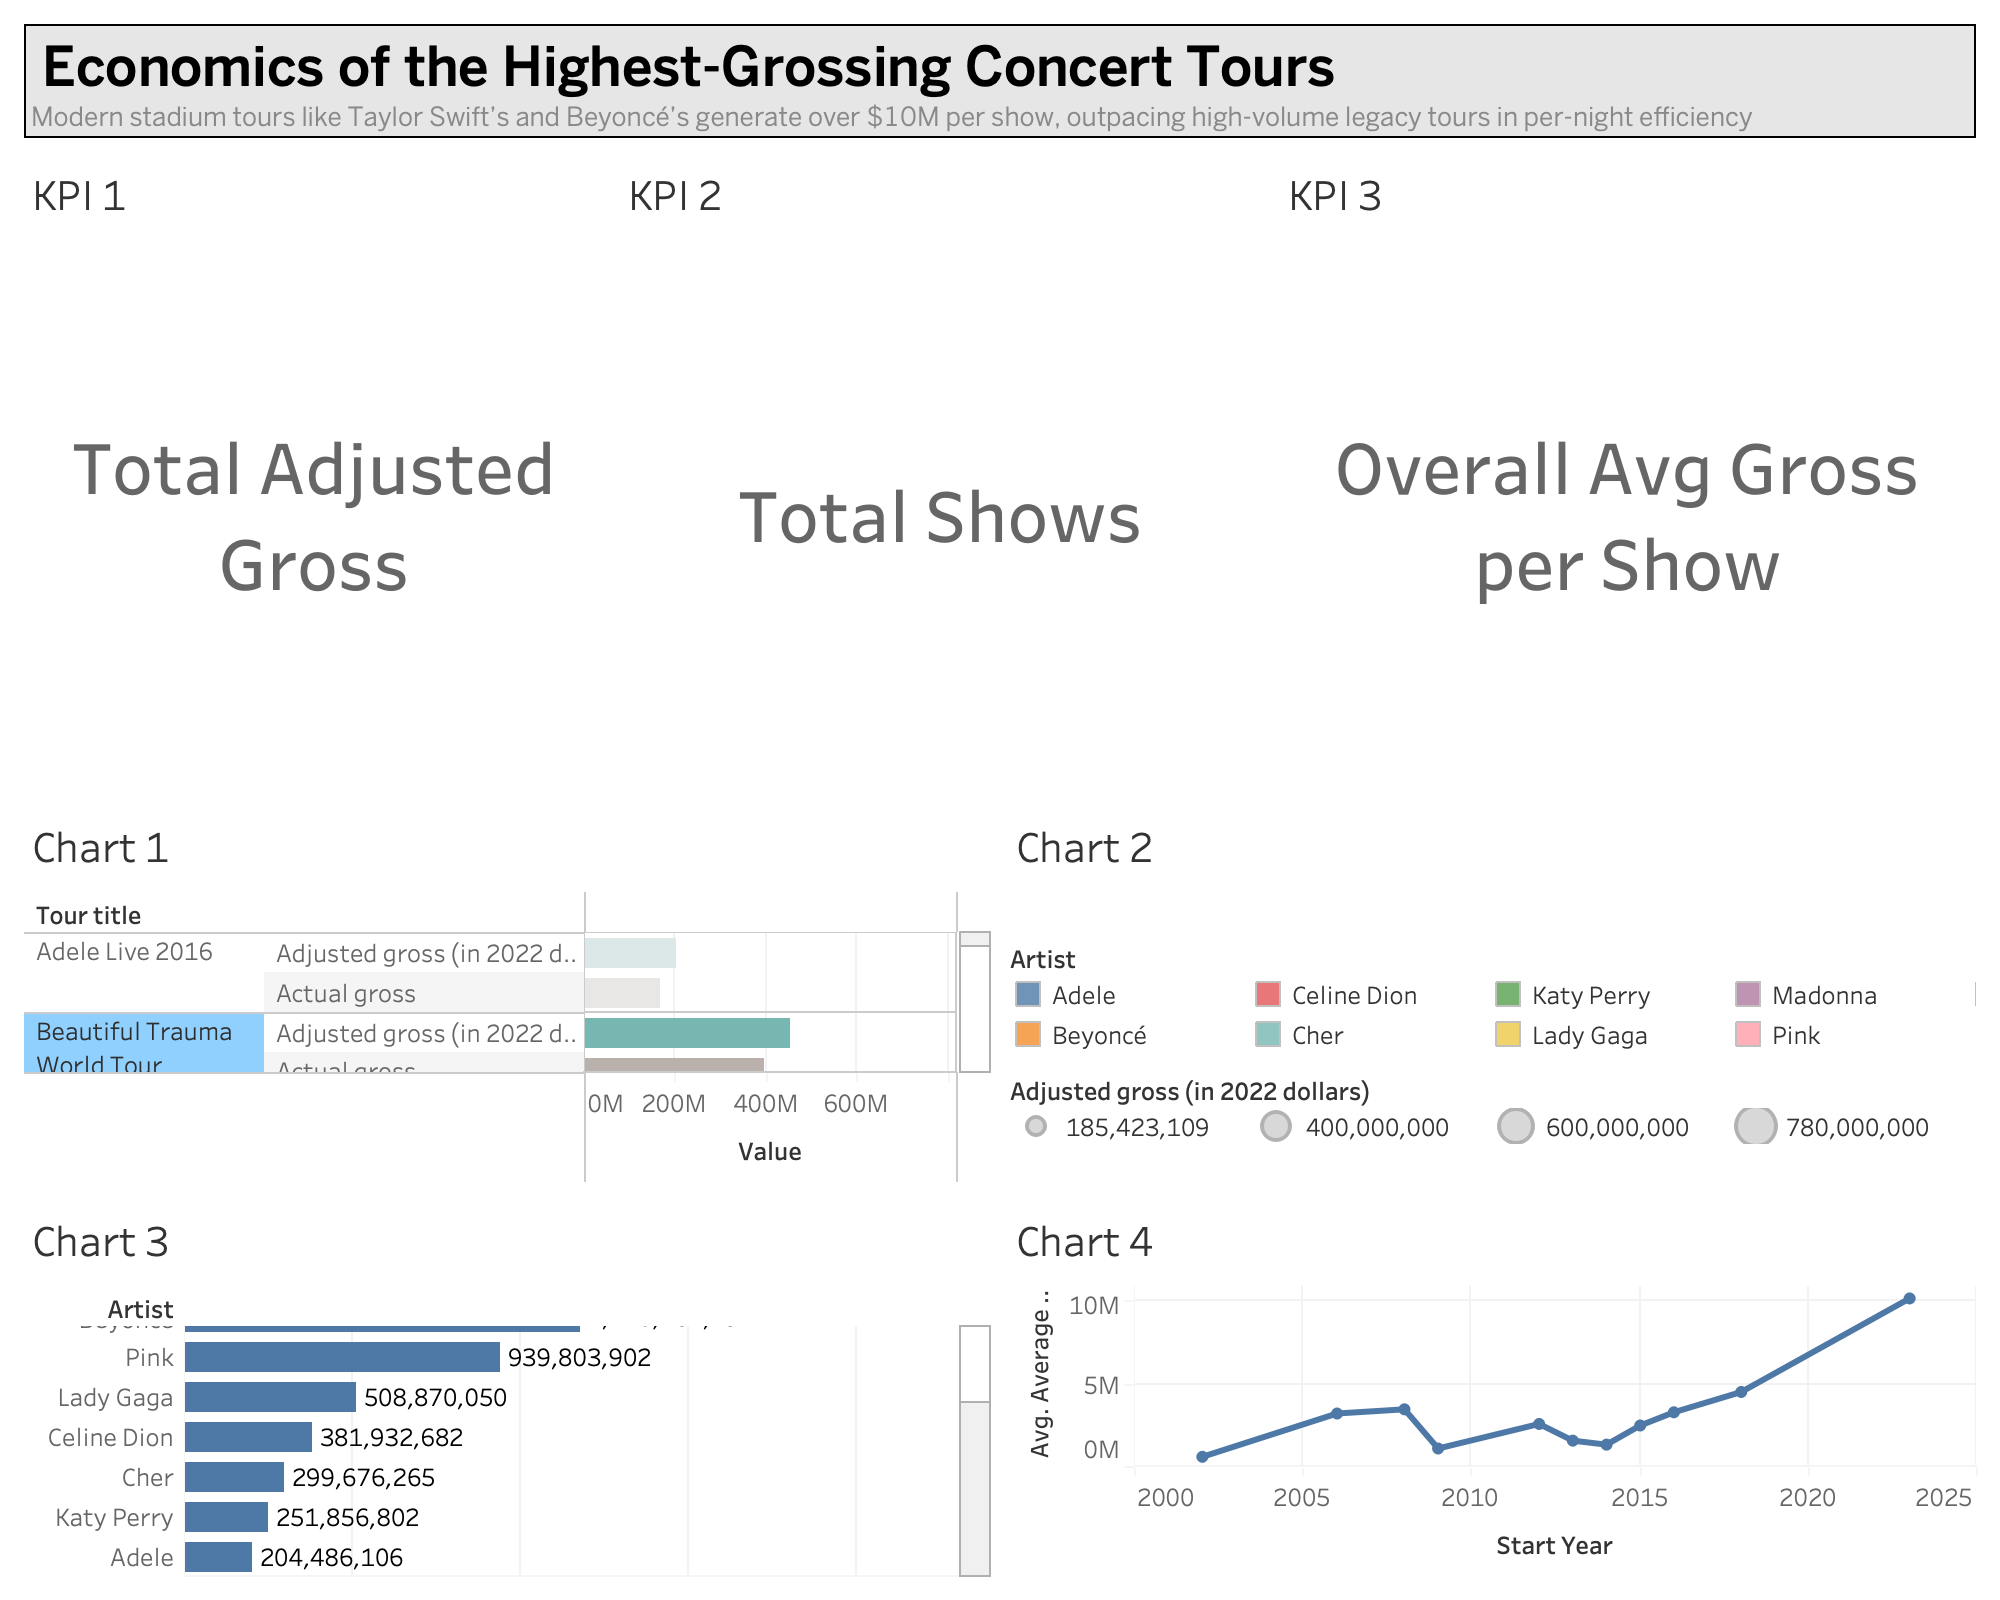 Economics of the Highest-Grossing Concert Tours
Modern stadium tours like Taylor Swift's and Beyoncé's generate over $10M per show, outpacing high-volume legacy tours in per-night efficiency
KPI 1
KPI 2
KPI 3
Total Adjusted
Gross
Total Shows
Overall Avg Gross
per Show
Chart 1
Tour title
Adele Live 2016
Adjusted gross (in 2022 d..
Actual gross
Beautiful Trauma
World Tour
Adjusted gross (in 2022 d..
Actual gross
0M 200M 400M 600M
Value
Chart 2
Artist
Adele Celine Dion Katy Perry Madonna
Beyoncé Cher Lady Gaga Pink
Adjusted gross (in 2022 dollars)
185,423,109 400,000,000 600,000,000 780,000,000
Chart 3
Artist
Beyoncé
Pink 939,803,902
Lady Gaga 508,870,050
Celine Dion 381,932,682
Cher 299,676,265
Katy Perry 251,856,802
Adele 204,486,106
Chart 4
Avg. Average ..
10M
5M
0M
2000 2005 2010 2015 2020 2025
Start Year